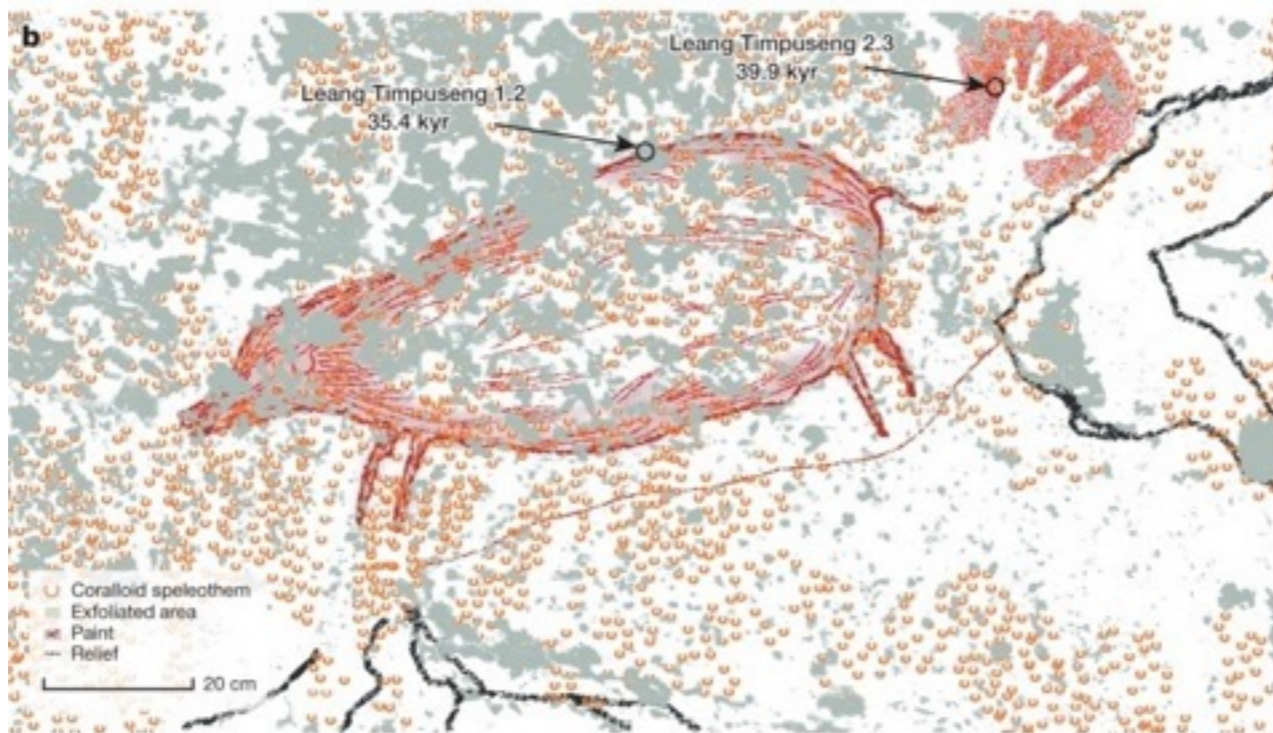 b
Leang Timpuseng 2.3
39.9 kyr
Leang Timpuseng 1.2
35.4 kyr
Coralloid speleothem
Exfoliated area
Paint
Relief
20 cm